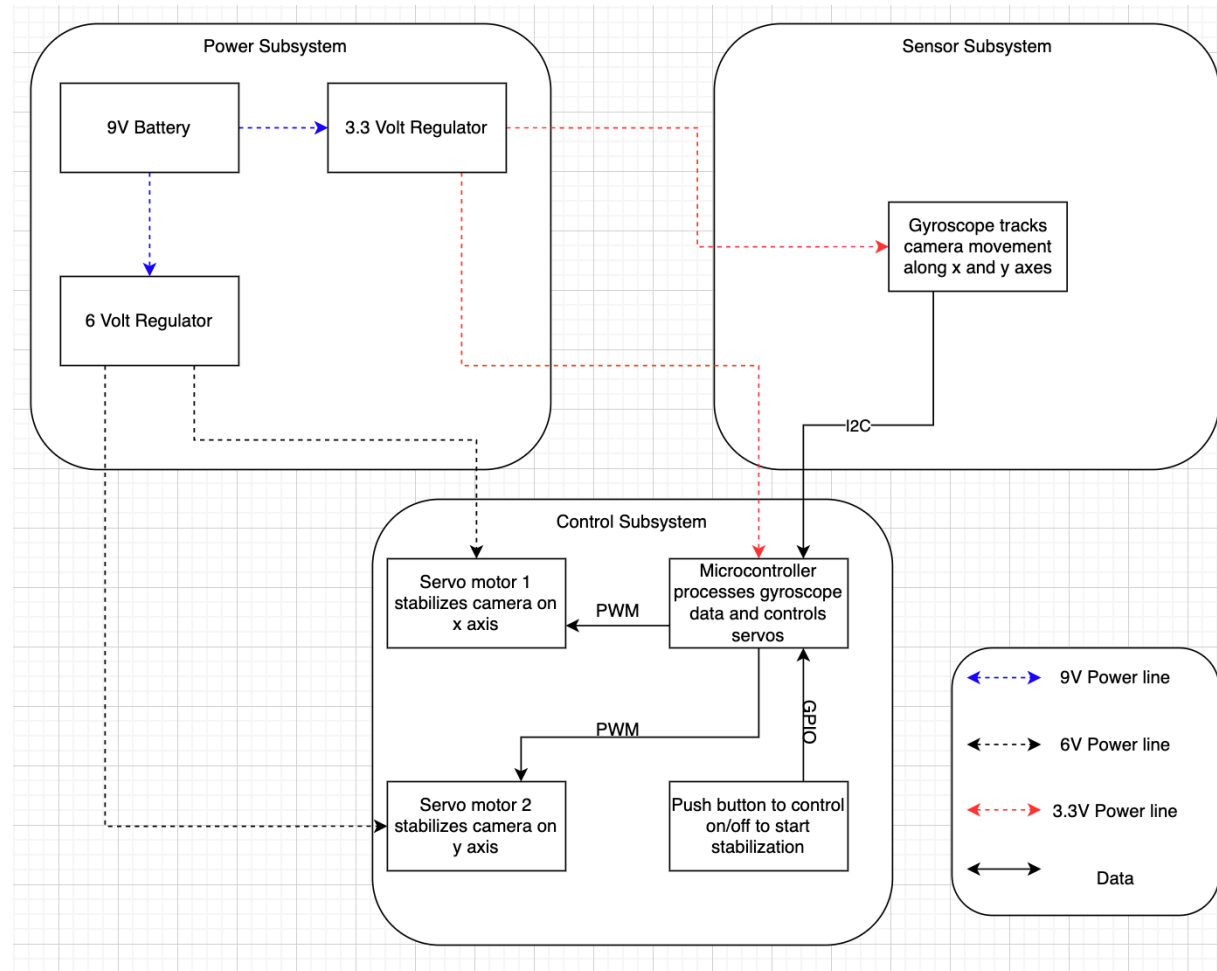 Power Subsystem
Sensor Subsystem
9V Battery
3.3 Volt Regulator
Gyroscope tracks
camera movement
along x and y axes
6 Volt Regulator
I2C
Control Subsystem
Servo motor 1
stabilizes camera on
x axis
PWM
Microcontroller
processes gyroscope
data and controls
servos
PWM
GPIO
Servo motor 2
stabilizes camera on
y axis
Push button to control
on/off to start
stabilization
9V Power line
6V Power line
3.3V Power line
Data